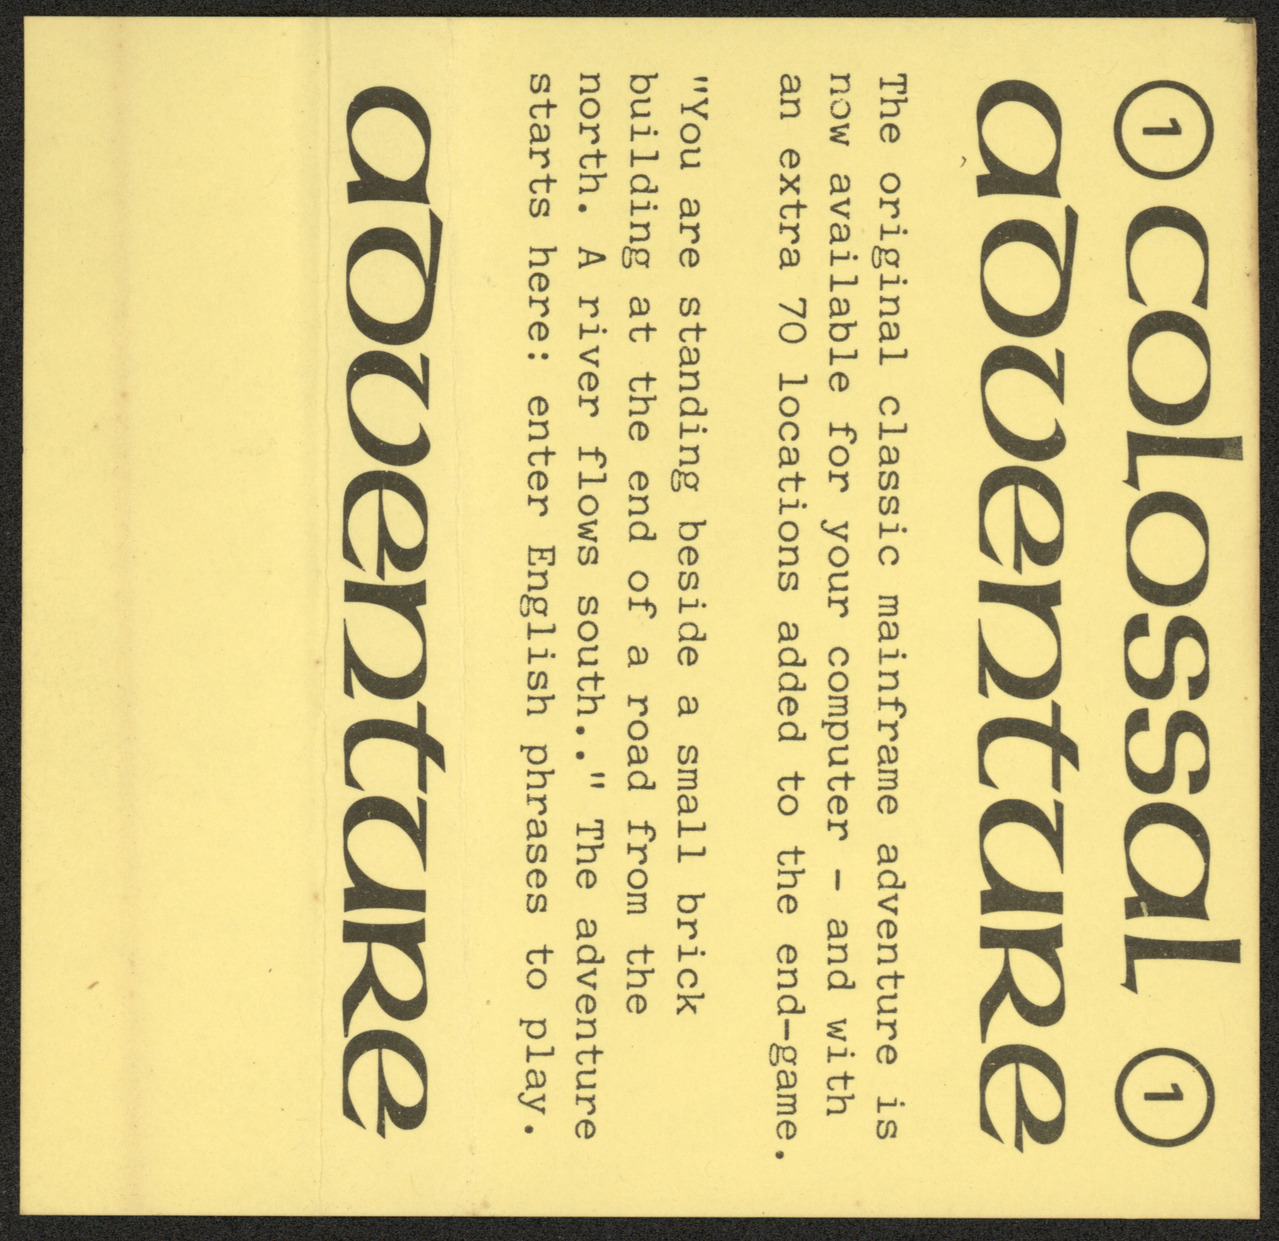 ① COLOSSAL ①
ADVENTURE
The original classic mainframe adventure is
now available for your computer - and with
an extra 70 locations added to the end-game.
"You are standing beside a small brick
building at the end of a road from the
north. A river flows south.." The adventure
starts here: enter English phrases to play.
ADVENTURE